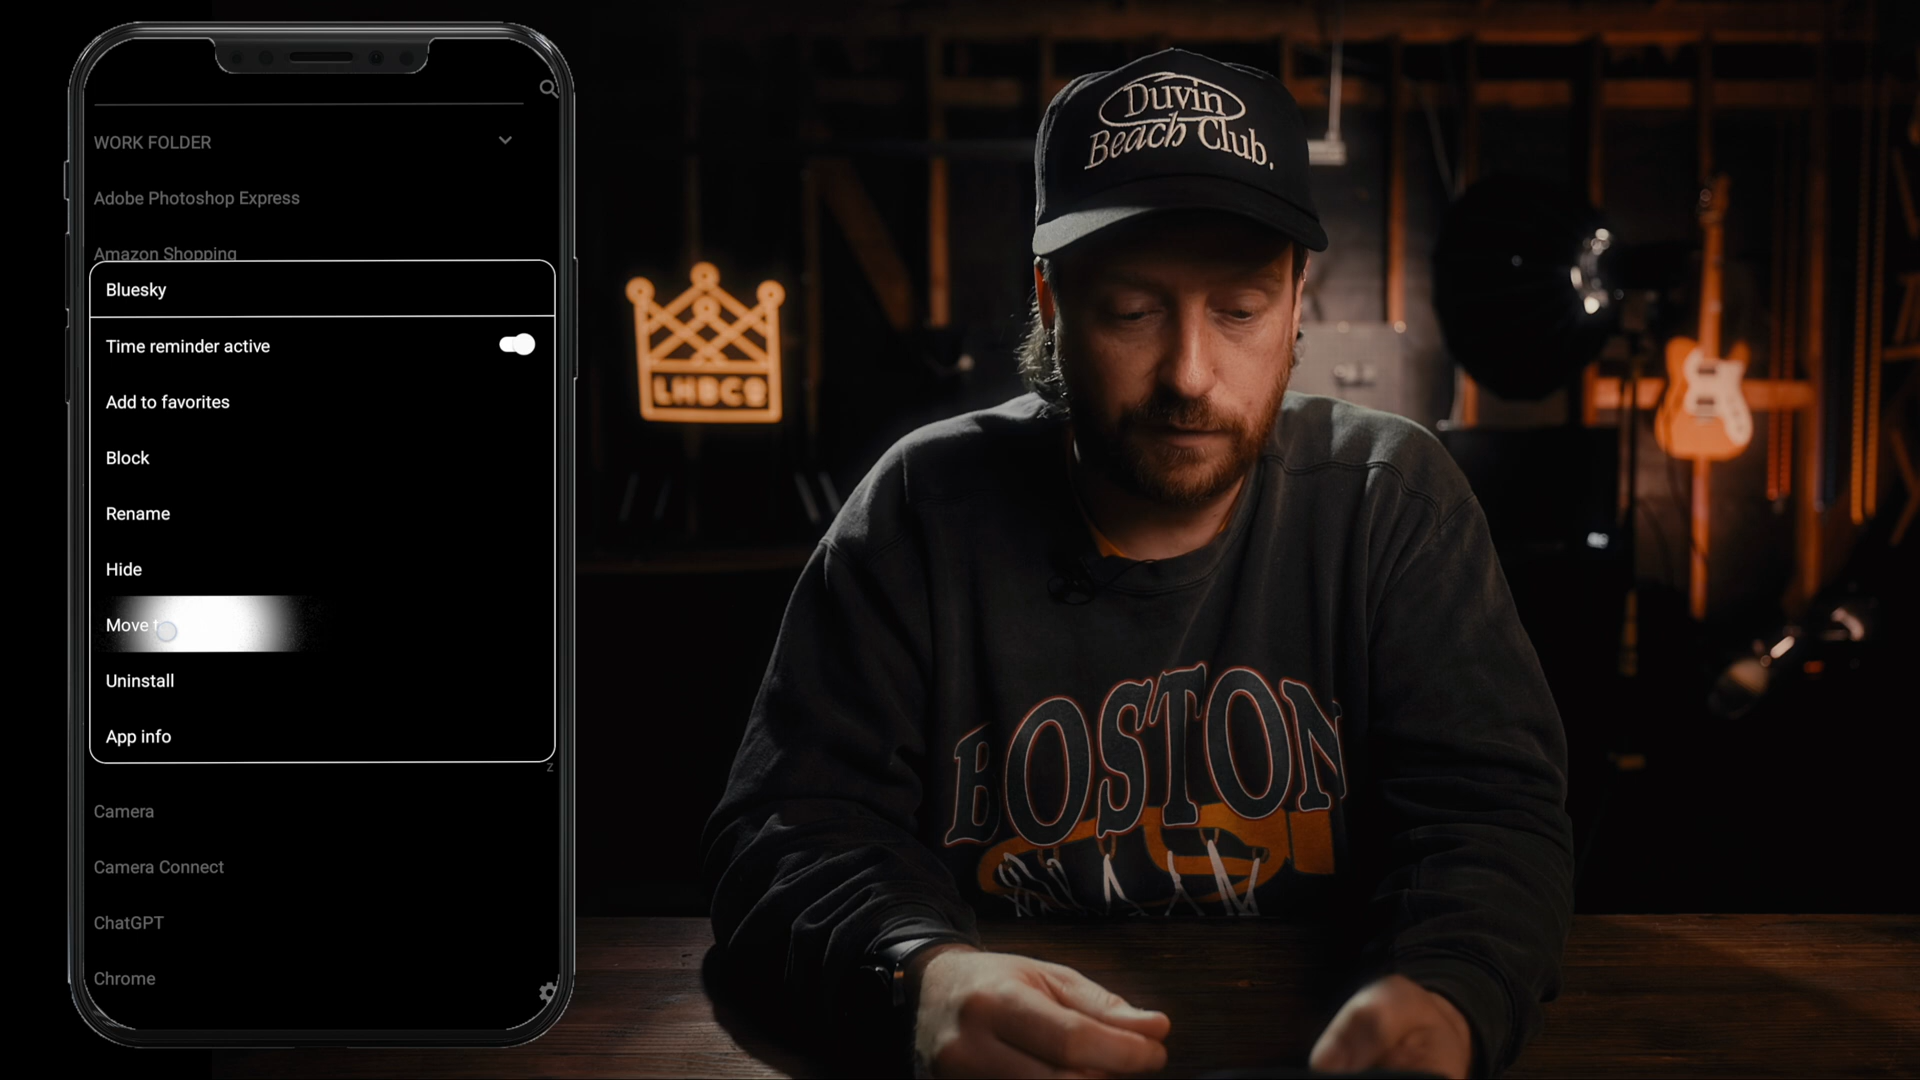 WORK FOLDER
Adobe Photoshop Express
Amazon Shopping
Bluesky
Time reminder active
Add to favorites
Block
Rename
Hide
Move t
Uninstall
App info
z
Camera
Camera Connect
ChatGPT
Chrome
LHBCO
Duvin
Beach Club.
BOSTON